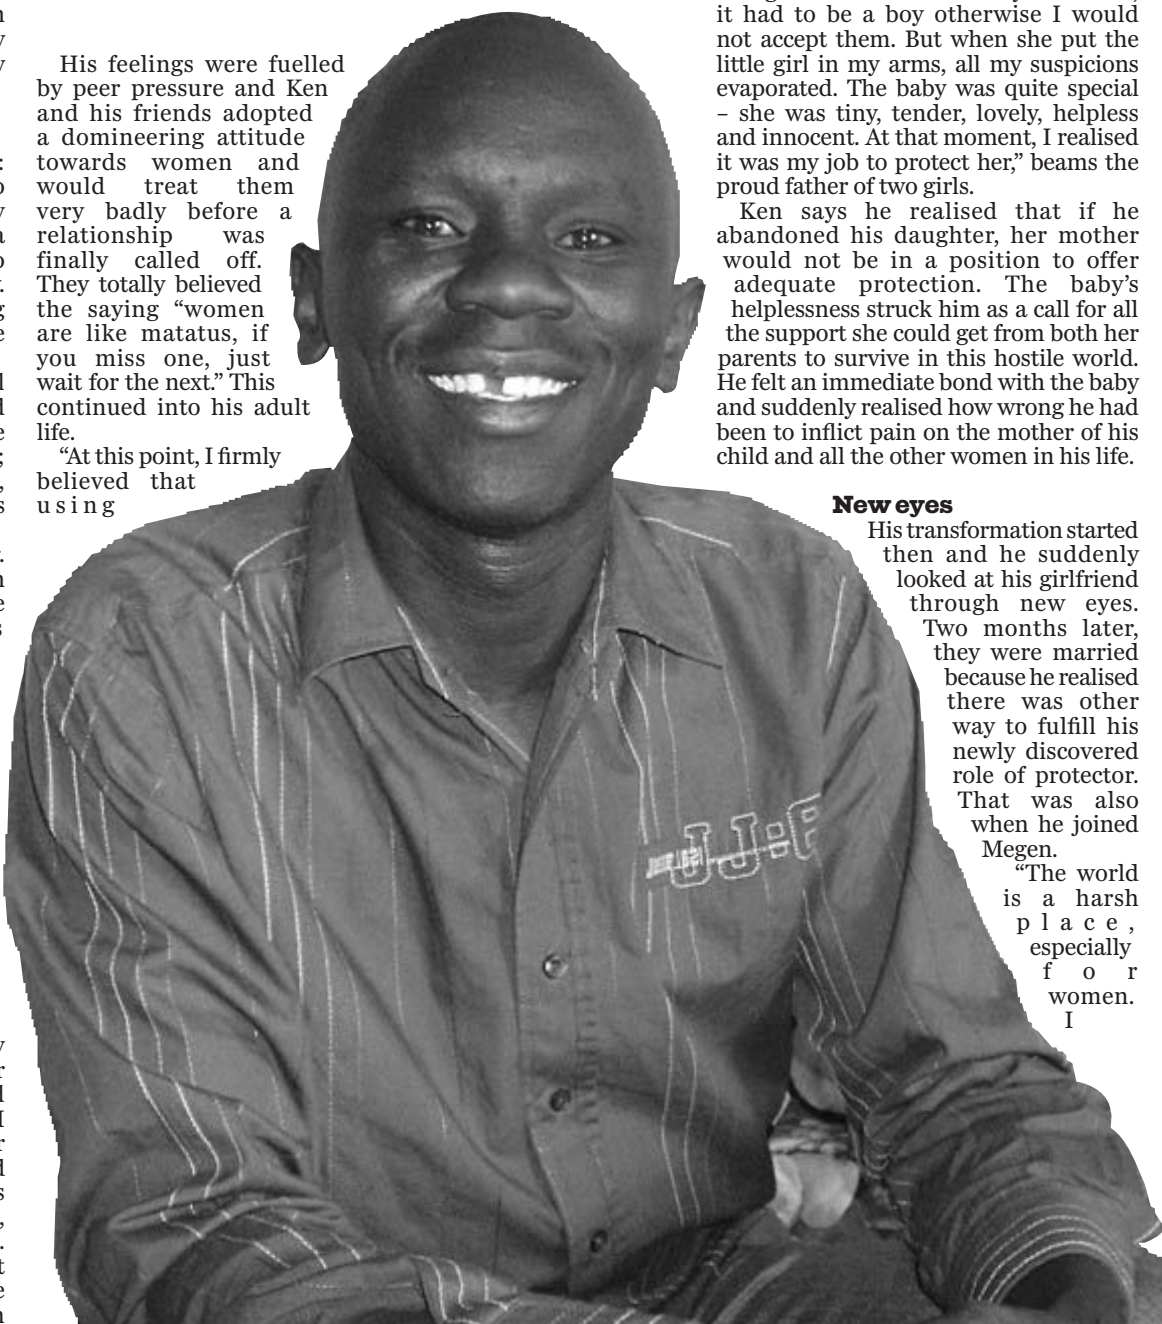 His feelings were fuelled
by peer pressure and Ken
and his friends adopted
a domineering attitude
towards women and
would treat them
very badly before a
relationship was
finally called off.
They totally believed
the saying “women
are like matatus, if
you miss one, just
wait for the next.” This
continued into his adult
life.
“At this point, I firmly
believed that
using
it had to be a boy otherwise I would
not accept them. But when she put the
little girl in my arms, all my suspicions
evaporated. The baby was quite special
– she was tiny, tender, lovely, helpless
and innocent. At that moment, I realised
it was my job to protect her,” beams the
proud father of two girls.
Ken says he realised that if he
abandoned his daughter, her mother
would not be in a position to offer
adequate protection. The baby’s
helplessness struck him as a call for all
the support she could get from both her
parents to survive in this hostile world.
He felt an immediate bond with the baby
and suddenly realised how wrong he had
been to inflict pain on the mother of his
child and all the other women in his life.
New eyes
His transformation started
then and he suddenly
looked at his girlfriend
through new eyes.
Two months later,
they were married
because he realised
there was other
way to fulfill his
newly discovered
role of protector.
That was also
when he joined
Megen.
“The world
is a harsh
place,
especially
for
women.
I